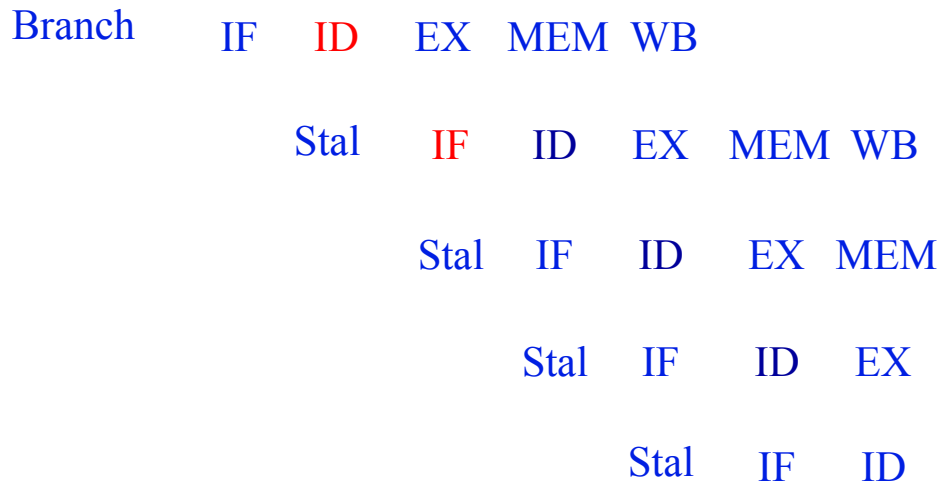 Branch IF ID EX MEM WB
Stal IF ID EX MEM WB
Stal IF ID EX MEM
Stal IF ID EX
Stal IF ID